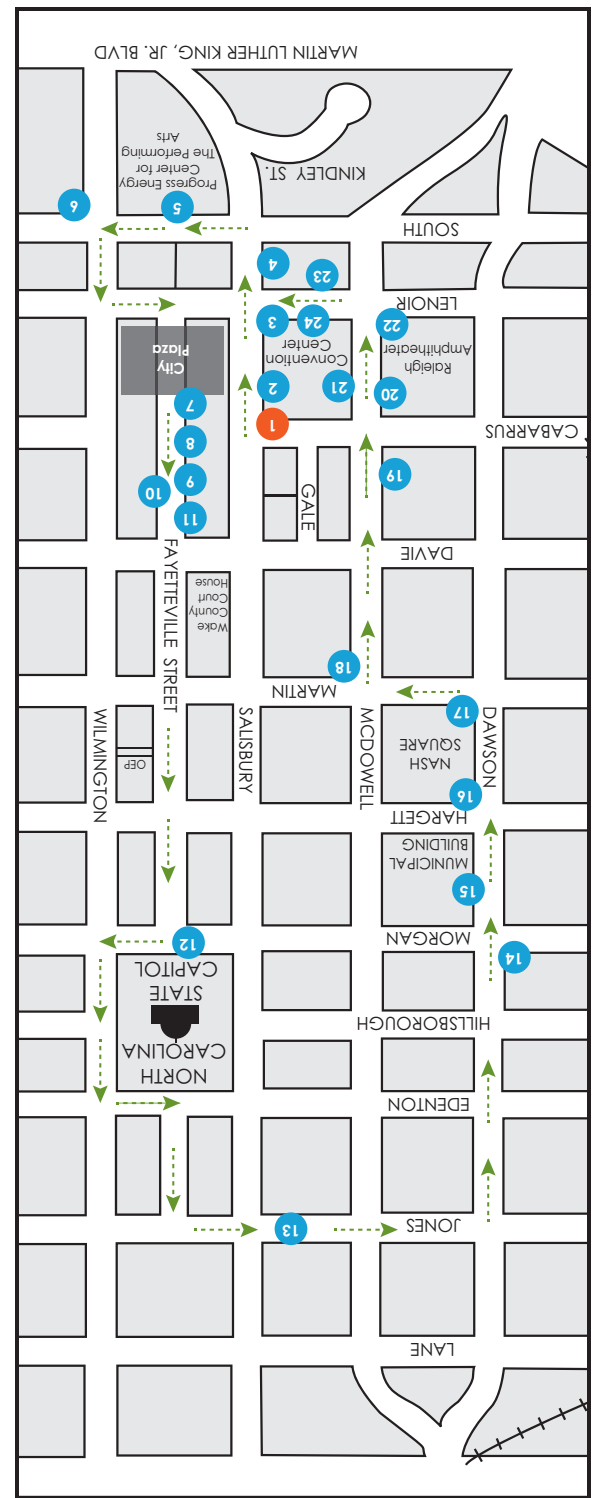 LANE
JONES
13
EDENTON
NORTH
CAROLINA
STATE
CAPITOL
HILLSBOROUGH
14
MORGAN
12
15
MUNICIPAL
BUILDING
HARGETT
16
NASH
SQUARE
17
DAWSON
MCDOWELL
SALISBURY
OEP
WILMINGTON
MARTIN
18
FAYETTEVILLE STREET
Wake
County
Court
House
DAVIE
GALE
11
10
9
8
7
19
CABARRUS
1
20
21
2
Raleigh
Amphitheater
Convention
Center
City
Plaza
22
24
3
LENOIR
23
4
SOUTH
5
6
KINDLEY ST.
Progress Energy
Center for
The Performing
Arts
MARTIN LUTHER KING, JR. BLVD